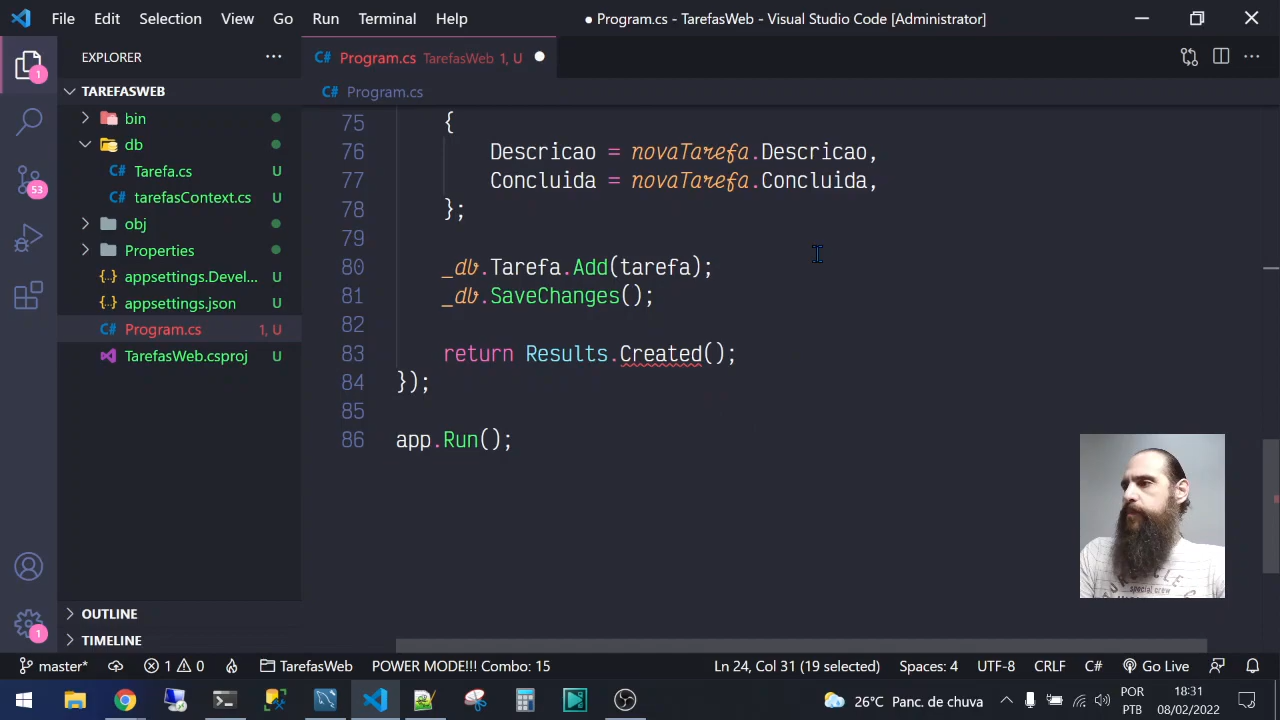 File Edit Selection View Go Run Terminal Help
● Program.cs - TarefasWeb - Visual Studio Code [Administrator]
EXPLORER
Program.cs TarefasWeb 1, U
TAREFASWEB
Program.cs
bin
db
Tarefa.cs U
tarefasContext.cs U
obj
Properties
appsettings.Devel... U
appsettings.json U
Program.cs 1, U
TarefasWeb.csproj U
OUTLINE
TIMELINE
1
53
1
75 {
76 Descricao = novaTarefa.Descricao,
77 Concluida = novaTarefa.Concluida,
78 };
79
80 _db.Tarefa.Add(tarefa);
81 _db.SaveChanges();
82
83 return Results.Created();
84 });
85
86 app.Run();
master* 1 0 TarefasWeb POWER MODE!!! Combo: 15 Ln 24, Col 31 (19 selected) Spaces: 4 UTF-8 CRLF C# Go Live
26°C Panc. de chuva POR PTB 18:31 08/02/2022